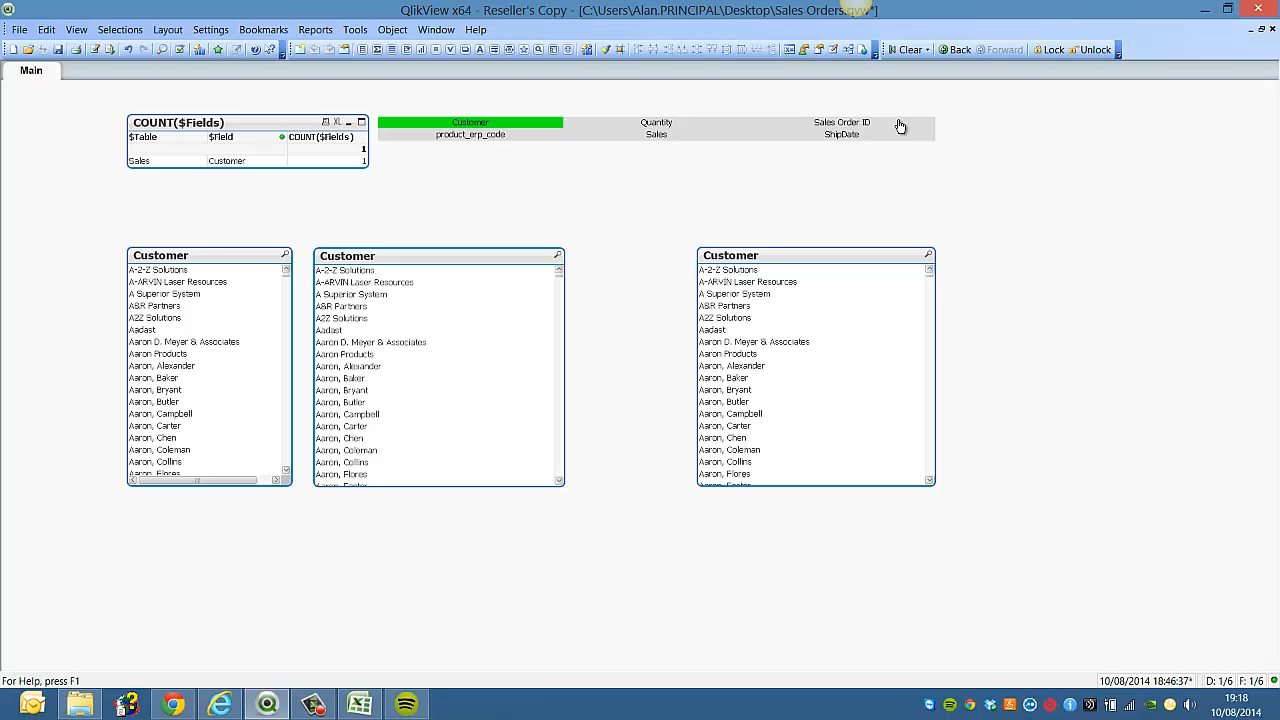 QlikView x64 - Reseller's Copy - [C:\Users\Alan.PRINCIPAL\Desktop\Sales Orders.qvw*]
File Edit View Selections Layout Settings Bookmarks Reports Tools Object Window Help
Clear Back Forward Lock Unlock
Main
COUNT($Fields) XL
$Table $Field COUNT($Fields)
1
Sales Customer 1
Customer Quantity Sales Order ID
product_erp_code Sales ShipDate
Customer
A-2-Z Solutions
A-ARVIN Laser Resources
A Superior System
A&R Partners
A2Z Solutions
Aadast
Aaron D. Meyer & Associates
Aaron Products
Aaron, Alexander
Aaron, Baker
Aaron, Bryant
Aaron, Butler
Aaron, Campbell
Aaron, Carter
Aaron, Chen
Aaron, Coleman
Aaron, Collins
Aaron, Flores
Customer
A-2-Z Solutions
A-ARVIN Laser Resources
A Superior System
A&R Partners
A2Z Solutions
Aadast
Aaron D. Meyer & Associates
Aaron Products
Aaron, Alexander
Aaron, Baker
Aaron, Bryant
Aaron, Butler
Aaron, Campbell
Aaron, Carter
Aaron, Chen
Aaron, Coleman
Aaron, Collins
Aaron, Flores
Customer
A-2-Z Solutions
A-ARVIN Laser Resources
A Superior System
A&R Partners
A2Z Solutions
Aadast
Aaron D. Meyer & Associates
Aaron Products
Aaron, Alexander
Aaron, Baker
Aaron, Bryant
Aaron, Butler
Aaron, Campbell
Aaron, Carter
Aaron, Chen
Aaron, Coleman
Aaron, Collins
Aaron, Flores
For Help, press F1
10/08/2014 18:46:37* D: 1/6 F: 1/6
19:18
10/08/2014